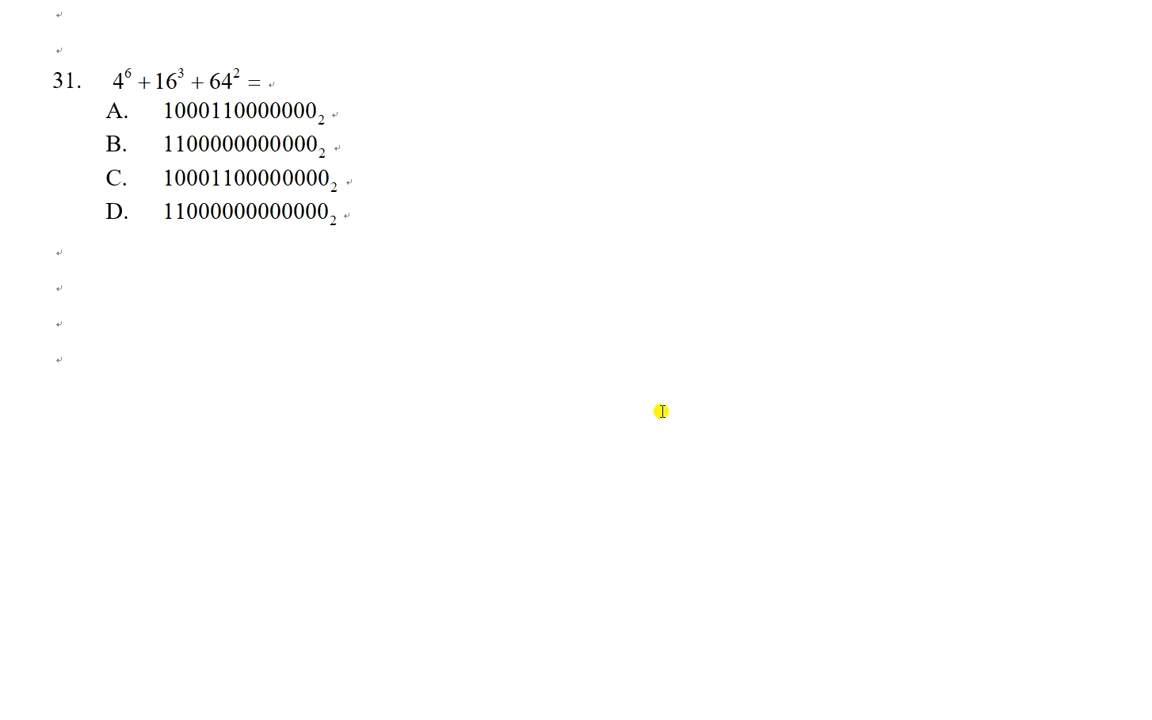 31. 4⁶ + 16³ + 64² =
A. 1000110000000₂
B. 1100000000000₂
C. 10001100000000₂
D. 11000000000000₂